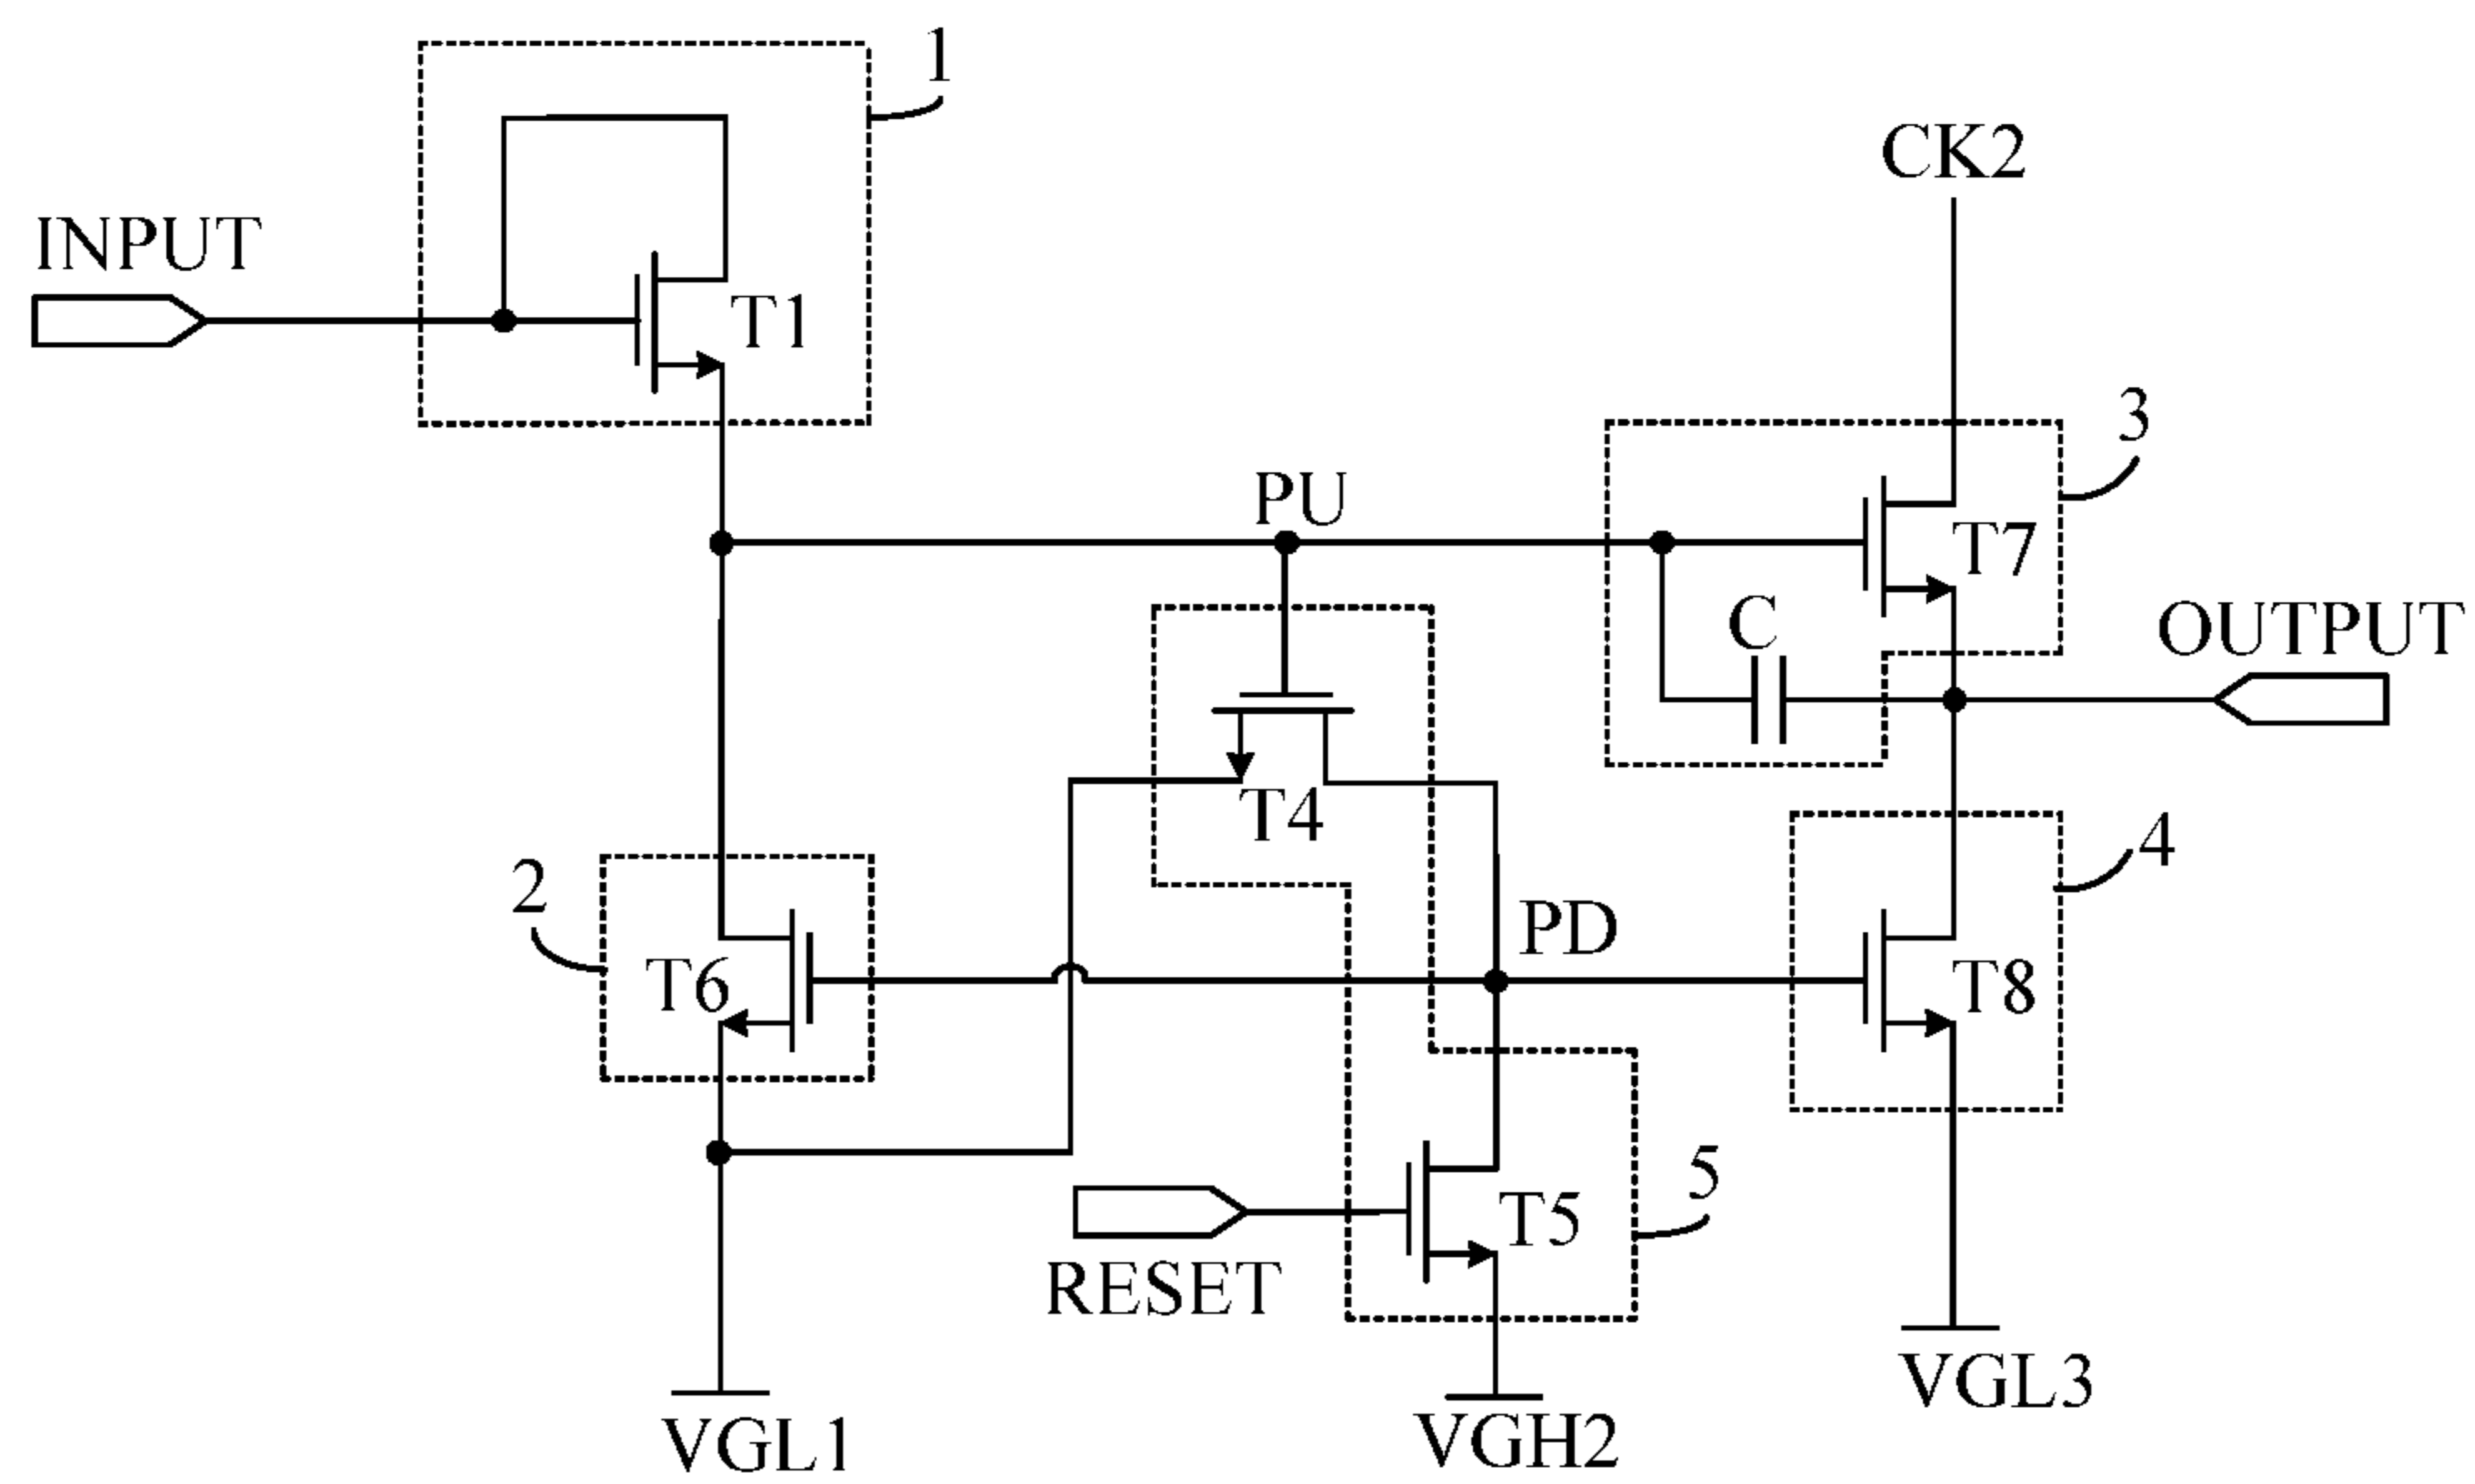 1
CK2
INPUT
T1
3
PU
T7
C
OUTPUT
T4
4
2
PD
T6
T8
5
T5
RESET
VGL3
VGL1
VGH2